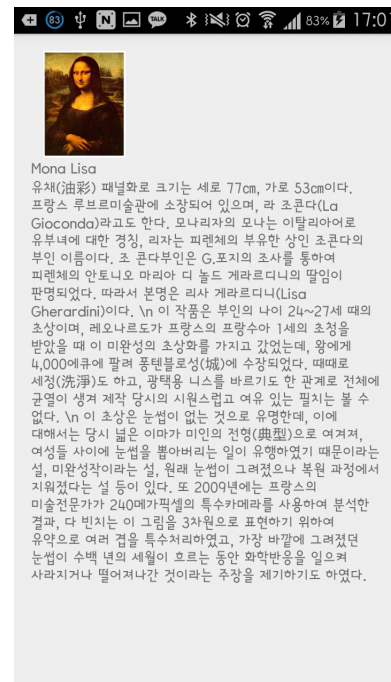 83 N TALK 83% 17:0
Mona Lisa
유채(油彩) 패널화로 크기는 세로 77㎝, 가로 53㎝이다.
프랑스 루브르미술관에 소장되어 있으며, 라 조콘다(La
Gioconda)라고도 한다. 모나리자의 모나는 이탈리아어로
유부녀에 대한 경칭, 리자는 피렌체의 부유한 상인 조콘다의
부인 이름이다. 조 콘다부인은 G.포지의 조사를 통하여
피렌체의 안토니오 마리아 디 놀드 게라르디니의 딸임이
판명되었다. 따라서 본명은 리사 게라르디니(Lisa
Gherardini)이다. \n 이 작품은 부인의 나이 24~27세 때의
초상이며, 레오나르도가 프랑스의 프랑수아 1세의 초청을
받았을 때 이 미완성의 초상화를 가지고 갔었는데, 왕에게
4,000에큐에 팔려 퐁텐블로성(城)에 수장되었다. 때때로
세정(洗淨)도 하고, 광택용 니스를 바르기도 한 관계로 전체에
균열이 생겨 제작 당시의 시원스럽고 여유 있는 필치는 볼 수
없다. \n 이 초상은 눈썹이 없는 것으로 유명한데, 이에
대해서는 당시 넓은 이마가 미인의 전형(典型)으로 여겨져,
여성들 사이에 눈썹을 뽑아버리는 일이 유행하였기 때문이라는
설, 미완성작이라는 설, 원래 눈썹이 그려졌으나 복원 과정에서
지워졌다는 설 등이 있다. 또 2009년에는 프랑스의
미술전문가가 240메가픽셀의 특수카메라를 사용하여 분석한
결과, 다 빈치는 이 그림을 3차원으로 표현하기 위하여
유약으로 여러 겹을 특수처리하였고, 가장 바깥에 그려졌던
눈썹이 수백 년의 세월이 흐르는 동안 화학반응을 일으켜
사라지거나 떨어져나간 것이라는 주장을 제기하기도 하였다.